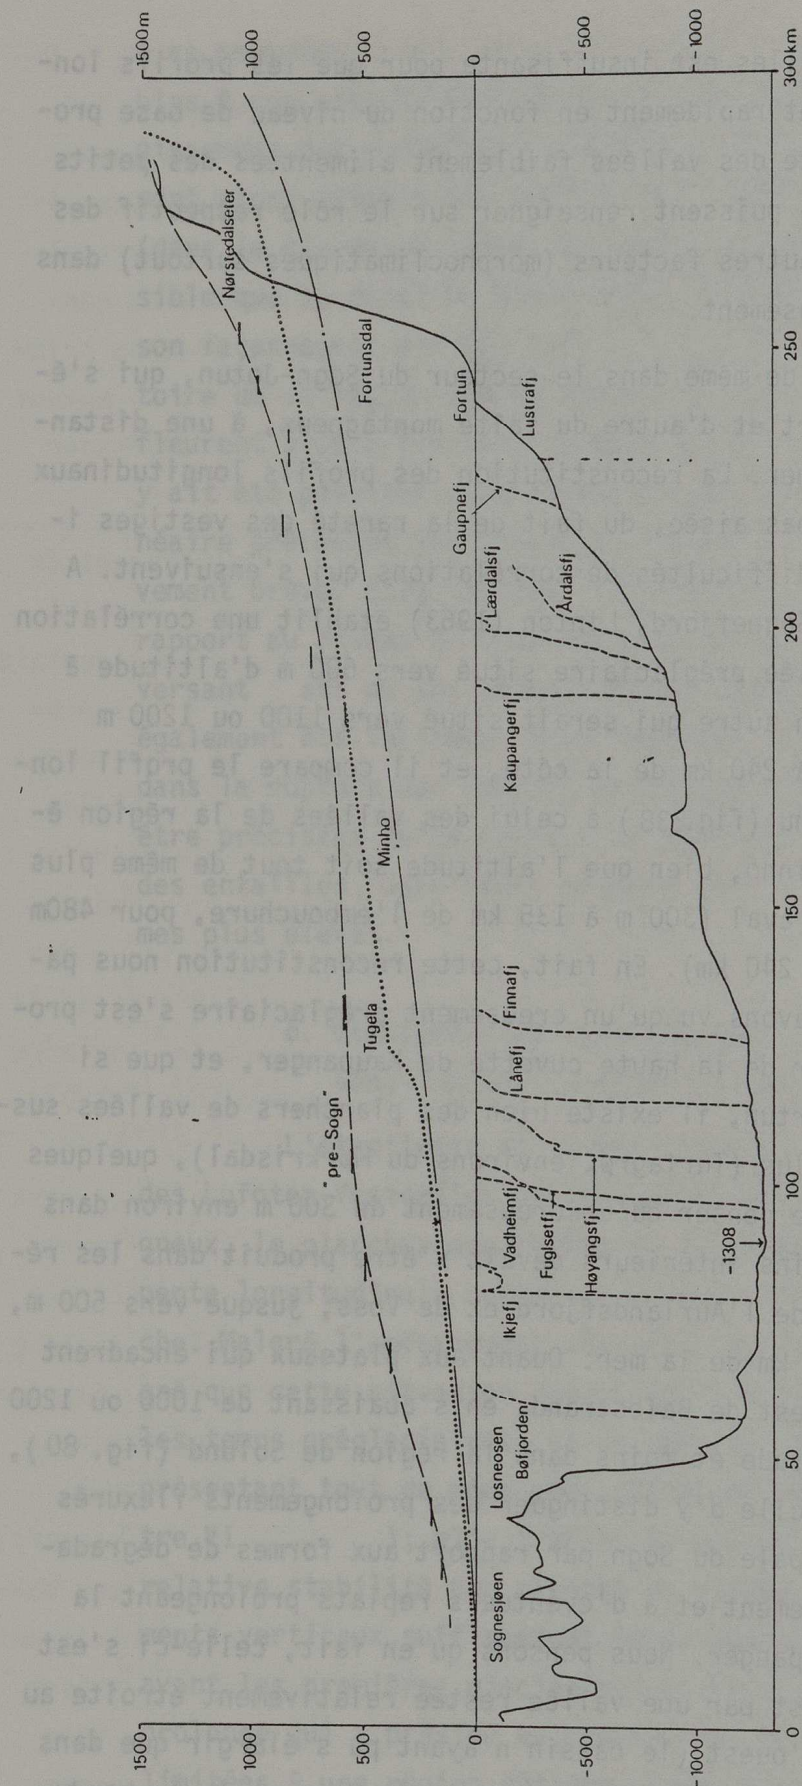 1500
1000
500
0
-500
-1000
1500m
1000
500
0
-500
-1000
"pre-Sogn"
Tugela
Minho
Nørstedalseter
Fortunsdal
Fortun
Sognesjøen
Losneosen
Bøfjorden
Ikjefj
Vadheimfj
Fuglsetfj
Høyangsfj
Lånefj
Finnafj
Kaupangerfj
Lærdalsfj
Årdalsfj
Gaupnefj
Lustrafj
-1308
0
50
100
150
200
250
300km